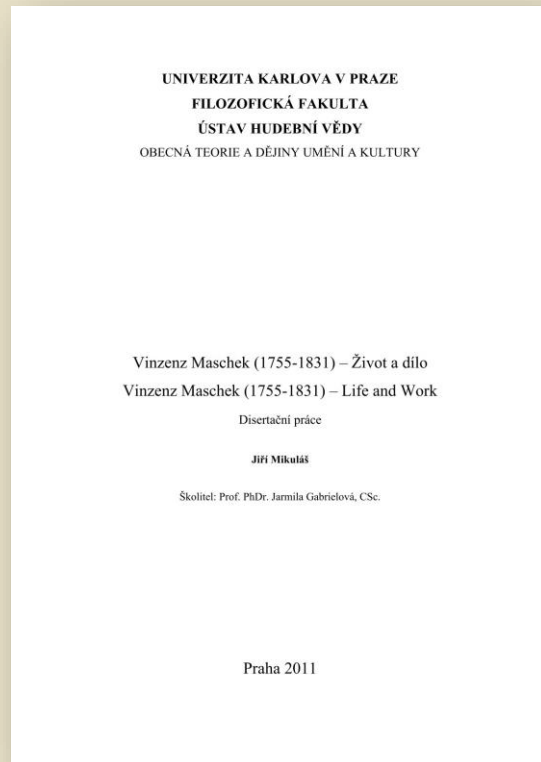 UNIVERZITA KARLOVA V PRAZE
FILOZOFICKÁ FAKULTA
ÚSTAV HUDEBNÍ VĚDY
OBECNÁ TEORIE A DĚJINY UMĚNÍ A KULTURY
Vinzenz Maschek (1755-1831) – Život a dílo
Vinzenz Maschek (1755-1831) – Life and Work
Disertační práce
Jiří Mikuláš
Školitel: Prof. PhDr. Jarmila Gabrielová, CSc.
Praha 2011